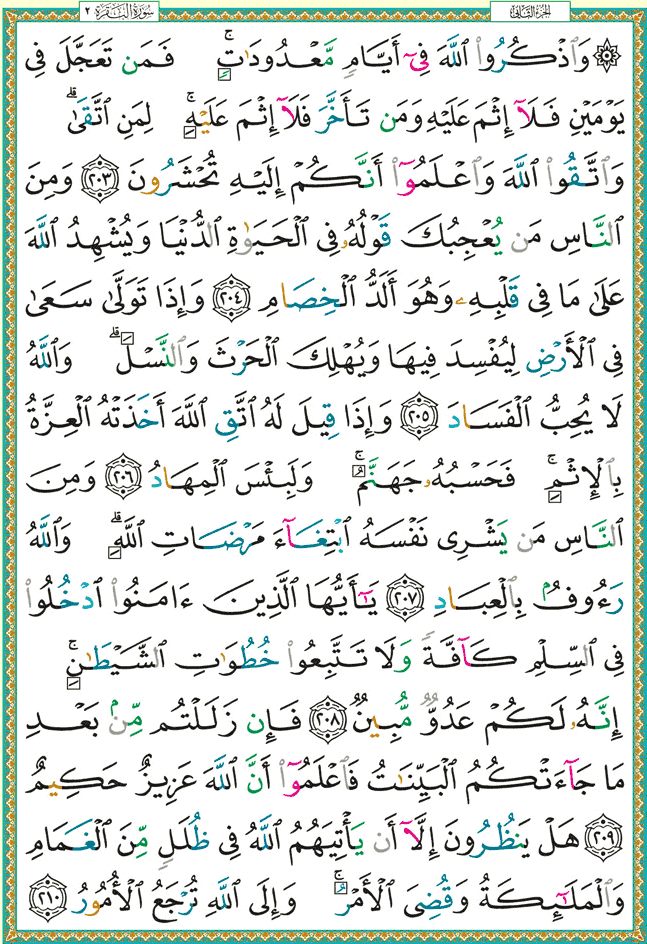 الجزء الثاني سورة البقرة ٢
۞ وَٱذْكُرُوا۟ ٱللَّهَ فِىٓ أَيَّامٍۢ مَّعْدُودَٰتٍۢ ۚ فَمَن تَعَجَّلَ فِى
يَوْمَيْنِ فَلَآ إِثْمَ عَلَيْهِ وَمَن تَأَخَّرَ فَلَآ إِثْمَ عَلَيْهِ ۚ لِمَنِ ٱتَّقَىٰ ۗ
وَٱتَّقُوا۟ ٱللَّهَ وَٱعْلَمُوٓا۟ أَنَّكُمْ إِلَيْهِ تُحْشَرُونَ ٢٠٣ وَمِنَ
ٱلنَّاسِ مَن يُعْجِبُكَ قَوْلُهُۥ فِى ٱلْحَيَوٰةِ ٱلدُّنْيَا وَيُشْهِدُ ٱللَّهَ
عَلَىٰ مَا فِى قَلْبِهِۦ وَهُوَ أَلَدُّ ٱلْخِصَامِ ٢٠٤ وَإِذَا تَوَلَّىٰ سَعَىٰ
فِى ٱلْأَرْضِ لِيُفْسِدَ فِيهَا وَيُهْلِكَ ٱلْحَرْثَ وَٱلنَّسْلَ ۗ وَٱللَّهُ
لَا يُحِبُّ ٱلْفَسَادَ ٢٠٥ وَإِذَا قِيلَ لَهُ ٱتَّقِ ٱللَّهَ أَخَذَتْهُ ٱلْعِزَّةُ
بِٱلْإِثْمِ ۚ فَحَسْبُهُۥ جَهَنَّمُ ۚ وَلَبِئْسَ ٱلْمِهَادُ ٢٠٦ وَمِنَ
ٱلنَّاسِ مَن يَشْرِى نَفْسَهُ ٱبْتِغَآءَ مَرْضَاتِ ٱللَّهِ ۗ وَٱللَّهُ
رَءُوفٌۢ بِٱلْعِبَادِ ٢٠٧ يَٰٓأَيُّهَا ٱلَّذِينَ ءَامَنُوا۟ ٱدْخُلُوا۟
فِى ٱلسِّلْمِ كَآفَّةً وَلَا تَتَّبِعُوا۟ خُطُوَٰتِ ٱلشَّيْطَٰنِ ۚ
إِنَّهُۥ لَكُمْ عَدُوٌّ مُّبِينٌ ٢٠٨ فَإِن زَلَلْتُم مِّنۢ بَعْدِ
مَا جَآءَتْكُمُ ٱلْبَيِّنَٰتُ فَٱعْلَمُوٓا۟ أَنَّ ٱللَّهَ عَزِيزٌ حَكِيمٌ
٢٠٩ هَلْ يَنظُرُونَ إِلَّآ أَن يَأْتِيَهُمُ ٱللَّهُ فِى ظُلَلٍ مِّنَ ٱلْغَمَامِ
وَٱلْمَلَٰٓئِكَةُ وَقُضِىَ ٱلْأَمْرُ ۚ وَإِلَى ٱللَّهِ تُرْجَعُ ٱلْأُمُورُ ٢١٠